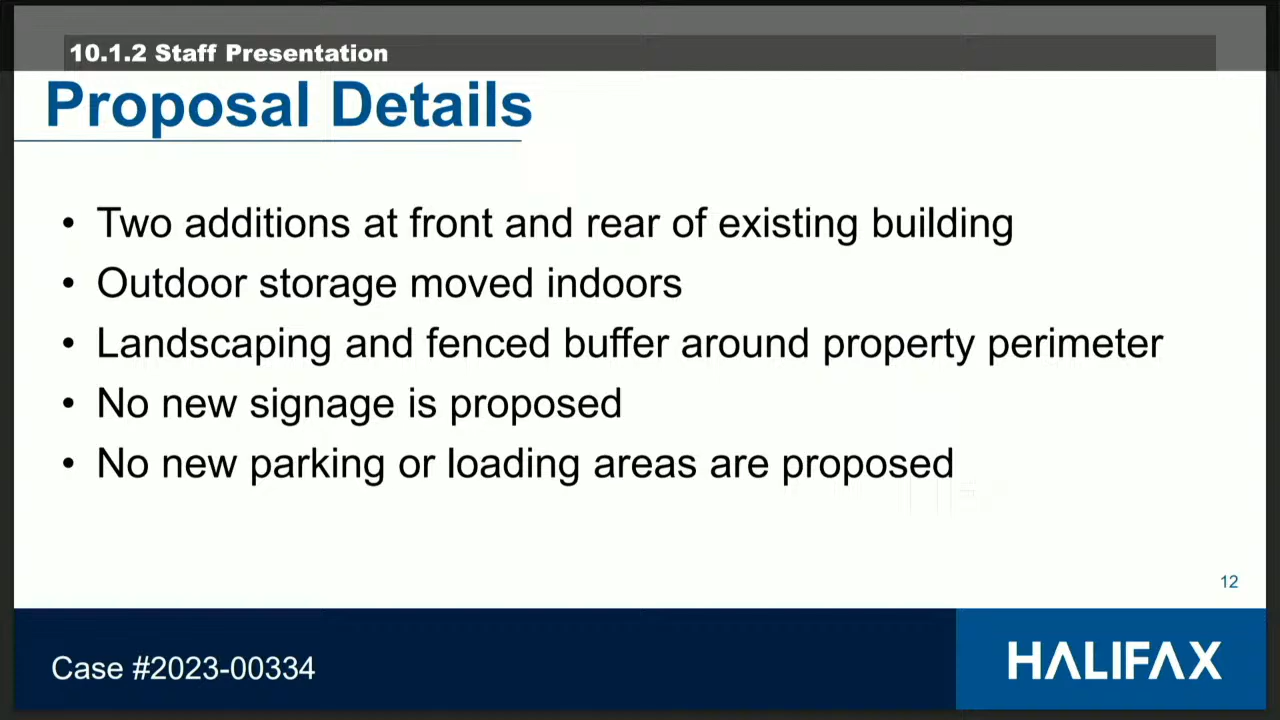 10.1.2 Staff Presentation
Proposal Details
• Two additions at front and rear of existing building
• Outdoor storage moved indoors
• Landscaping and fenced buffer around property perimeter
• No new signage is proposed
• No new parking or loading areas are proposed
12
Case #2023-00334
HALIFAX